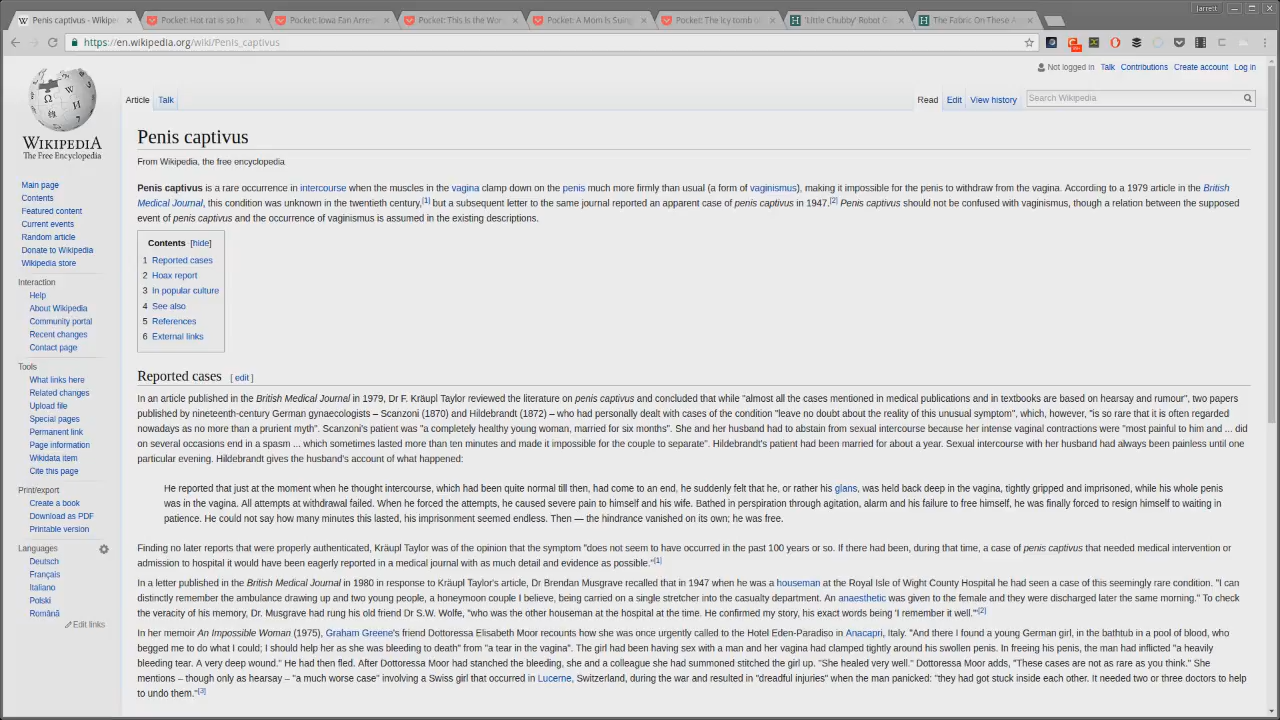 Penis captivus - Wikipedia
Pocket: Hot rat is so h
Pocket: Iowa Fan Arres
Pocket: This Is the Wor
Pocket: A Mom Is Suing
Pocket: The icy tomb o
'Little Chubby' Robot G
The Fabric On These A
Jarrett
https://en.wikipedia.org/wiki/Penis_captivus
Not logged in Talk Contributions Create account Log in
Article Talk
Read Edit View history
Search Wikipedia
WIKIPEDIA
The Free Encyclopedia
Main page
Contents
Featured content
Current events
Random article
Donate to Wikipedia
Wikipedia store
Interaction
Help
About Wikipedia
Community portal
Recent changes
Contact page
Tools
What links here
Related changes
Upload file
Special pages
Permanent link
Page information
Wikidata item
Cite this page
Print/export
Create a book
Download as PDF
Printable version
Languages
Deutsch
Français
Italiano
Polski
Română
Edit links
Penis captivus
From Wikipedia, the free encyclopedia
Penis captivus is a rare occurrence in intercourse when the muscles in the vagina clamp down on the penis much more firmly than usual (a form of vaginismus), making it impossible for the penis to withdraw from the vagina. According to a 1979 article in the British
Medical Journal, this condition was unknown in the twentieth century,[1] but a subsequent letter to the same journal reported an apparent case of penis captivus in 1947.[2] Penis captivus should not be confused with vaginismus, though a relation between the supposed
event of penis captivus and the occurrence of vaginismus is assumed in the existing descriptions.
Contents [hide]
1 Reported cases
2 Hoax report
3 In popular culture
4 See also
5 References
6 External links
Reported cases [ edit ]
In an article published in the British Medical Journal in 1979, Dr F. Kräupl Taylor reviewed the literature on penis captivus and concluded that while "almost all the cases mentioned in medical publications and in textbooks are based on hearsay and rumour", two papers
published by nineteenth-century German gynaecologists – Scanzoni (1870) and Hildebrandt (1872) – who had personally dealt with cases of the condition "leave no doubt about the reality of this unusual symptom", which, however, "is so rare that it is often regarded
nowadays as no more than a prurient myth". Scanzoni's patient was "a completely healthy young woman, married for six months". She and her husband had to abstain from sexual intercourse because her intense vaginal contractions were "most painful to him and ... did
on several occasions end in a spasm ... which sometimes lasted more than ten minutes and made it impossible for the couple to separate". Hildebrandt's patient had been married for about a year. Sexual intercourse with her husband had always been painless until one
particular evening. Hildebrandt gives the husband's account of what happened:
He reported that just at the moment when he thought intercourse, which had been quite normal till then, had come to an end, he suddenly felt that he, or rather his glans, was held back deep in the vagina, tightly gripped and imprisoned, while his whole penis
was in the vagina. All attempts at withdrawal failed. When he forced the attempts, he caused severe pain to himself and his wife. Bathed in perspiration through agitation, alarm and his failure to free himself, he was finally forced to resign himself to waiting in
patience. He could not say how many minutes this lasted, his imprisonment seemed endless. Then — the hindrance vanished on its own; he was free.
Finding no later reports that were properly authenticated, Kräupl Taylor was of the opinion that the symptom "does not seem to have occurred in the past 100 years or so. If there had been, during that time, a case of penis captivus that needed medical intervention or
admission to hospital it would have been eagerly reported in a medical journal with as much detail and evidence as possible."[1]
In a letter published in the British Medical Journal in 1980 in response to Kräupl Taylor's article, Dr Brendan Musgrave recalled that in 1947 when he was a houseman at the Royal Isle of Wight County Hospital he had seen a case of this seemingly rare condition. "I can
distinctly remember the ambulance drawing up and two young people, a honeymoon couple I believe, being carried on a single stretcher into the casualty department. An anaesthetic was given to the female and they were discharged later the same morning." To check
the veracity of his memory, Dr. Musgrave had rung his old friend Dr S.W. Wolfe, "who was the other houseman at the hospital at the time. He confirmed my story, his exact words being 'I remember it well.'"[2]
In her memoir An Impossible Woman (1975), Graham Greene's friend Dottoressa Elisabeth Moor recounts how she was once urgently called to the Hotel Eden-Paradiso in Anacapri, Italy. "And there I found a young German girl, in the bathtub in a pool of blood, who
begged me to do what I could; I should help her as she was bleeding to death" from "a tear in the vagina". The girl had been having sex with a man and her vagina had clamped tightly around his swollen penis. In freeing his penis, the man had inflicted "a heavily
bleeding tear. A very deep wound." He had then fled. After Dottoressa Moor had stanched the bleeding, she and a colleague she had summoned stitched the girl up. "She healed very well." Dottoressa Moor adds, "These cases are not as rare as you think." She
mentions – though only as hearsay – "a much worse case" involving a Swiss girl that occurred in Lucerne, Switzerland, during the war and resulted in "dreadful injuries" when the man panicked: "they had got stuck inside each other. It needed two or three doctors to help
to undo them."[3]